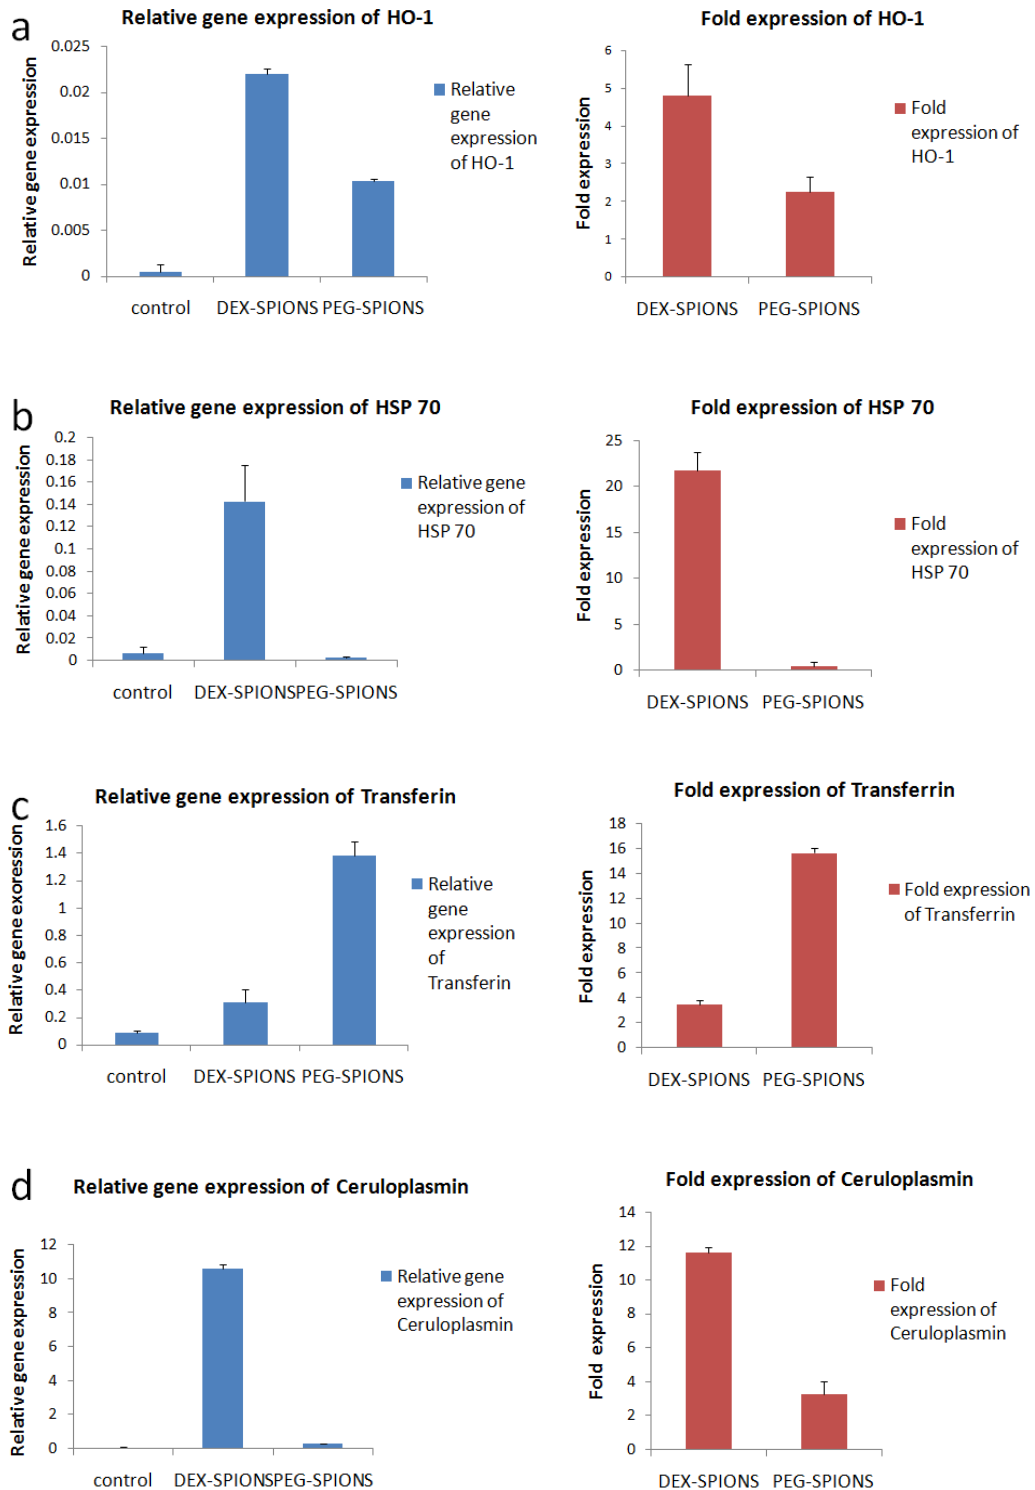 a
Relative gene expression of HO-1
Relative gene expression
0.025
0.02
0.015
0.01
0.005
0
control
DEX-SPIONS
PEG-SPIONS
Relative
gene
expression
of HO-1
Fold expression of HO-1
Fold expression
6
5
4
3
2
1
0
DEX-SPIONS
PEG-SPIONS
Fold
expression of
HO-1
b
Relative gene expression of HSP 70
Relative gene expression
0.2
0.18
0.16
0.14
0.12
0.1
0.08
0.06
0.04
0.02
0
control
DEX-SPIONS
PEG-SPIONS
Relative gene
expression of
HSP 70
Fold expression of HSP 70
Fold expression
25
20
15
10
5
0
DEX-SPIONS
PEG-SPIONS
Fold
expression of
HSP 70
c
Relative gene expression of Transferin
Relative gene exoression
1.6
1.4
1.2
1
0.8
0.6
0.4
0.2
0
control
DEX-SPIONS
PEG-SPIONS
Relative
gene
expression
of
Transferin
Fold expression of Transferrin
Fold expression
18
16
14
12
10
8
6
4
2
0
DEX-SPIONS
PEG-SPIONS
Fold expression
of Transferrin
d
Relative gene expression of Ceruloplasmin
Relative gene expression
12
10
8
6
4
2
0
control
DEX-SPIONS
PEG-SPIONS
Relative gene
expression of
Ceruloplasmin
Fold expression of Ceruloplasmin
Fold  expression
14
12
10
8
6
4
2
0
DEX-SPIONS
PEG-SPIONS
Fold
expression of
Ceruloplasmin